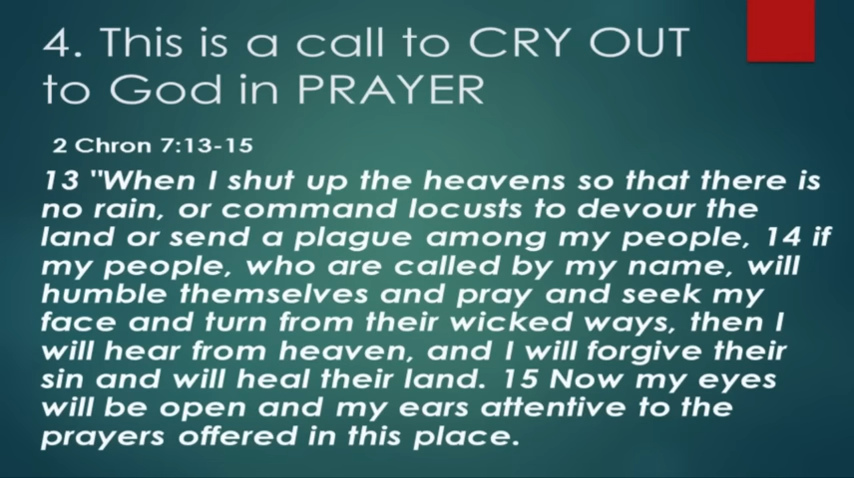 4. This is a call to CRY OUT
to God in PRAYER
2 Chron 7:13-15
13 "When I shut up the heavens so that there is
no rain, or command locusts to devour the
land or send a plague among my people, 14 if
my people, who are called by my name, will
humble themselves and pray and seek my
face and turn from their wicked ways, then I
will hear from heaven, and I will forgive their
sin and will heal their land. 15 Now my eyes
will be open and my ears attentive to the
prayers offered in this place.